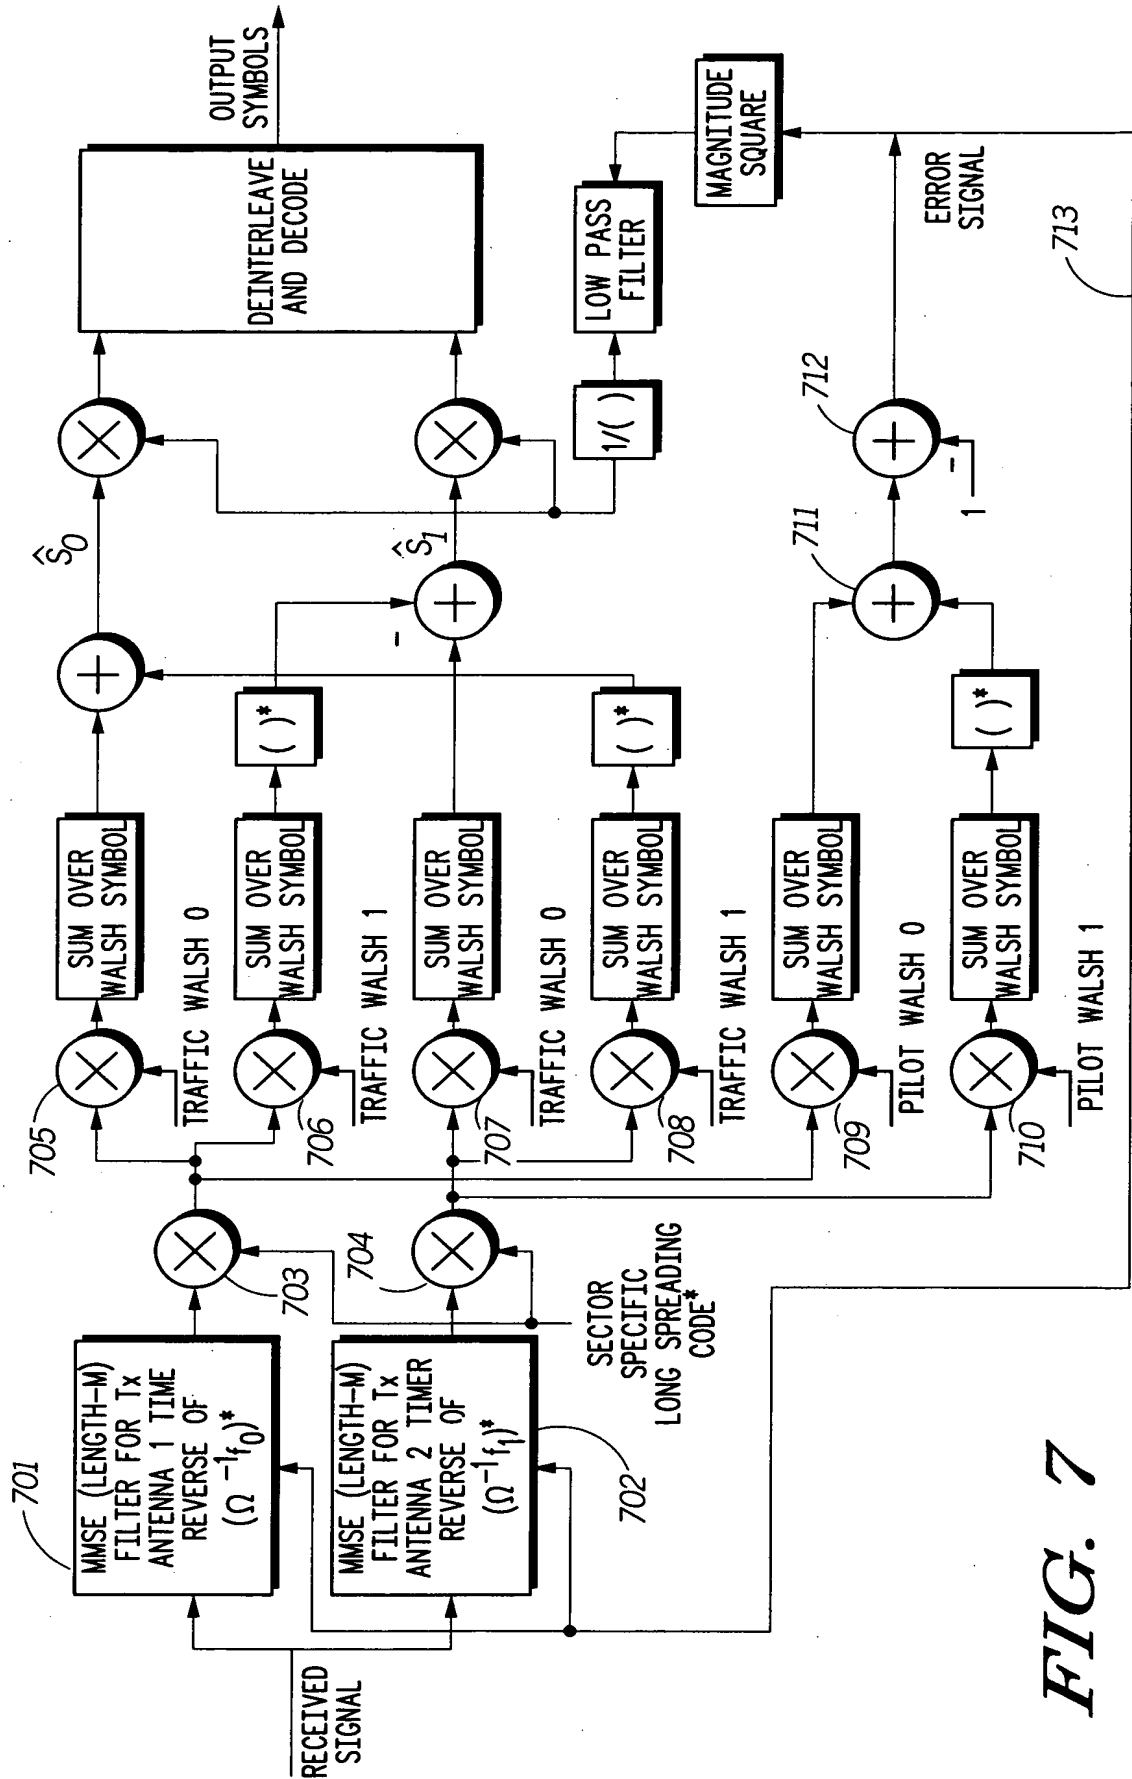 RECEIVED
SIGNAL
701
MMSE (LENGTH-M)
FILTER FOR Tx
ANTENNA 1 TIME
REVERSE OF
(Ω⁻¹f₀)*
MMSE (LENGTH-M)
FILTER FOR Tx
ANTENNA 2 TIMER
REVERSE OF
(Ω⁻¹f₁)*
702
703
704
SECTOR
SPECIFIC
LONG SPREADING
CODE*
705
TRAFFIC WALSH 0
SUM OVER
WALSH SYMBOL
706
TRAFFIC WALSH 1
SUM OVER
WALSH SYMBOL
( )*
707
TRAFFIC WALSH 0
SUM OVER
WALSH SYMBOL
708
TRAFFIC WALSH 1
SUM OVER
WALSH SYMBOL
( )*
709
PILOT WALSH 0
SUM OVER
WALSH SYMBOL
710
PILOT WALSH 1
SUM OVER
WALSH SYMBOL
( )*
+
Ŝ₀
−
+
Ŝ₁
711
+
712
+
1
−
1/( )
LOW PASS
FILTER
MAGNITUDE
SQUARE
ERROR
SIGNAL
713
DEINTERLEAVE
AND DECODE
OUTPUT
SYMBOLS
FIG. 7